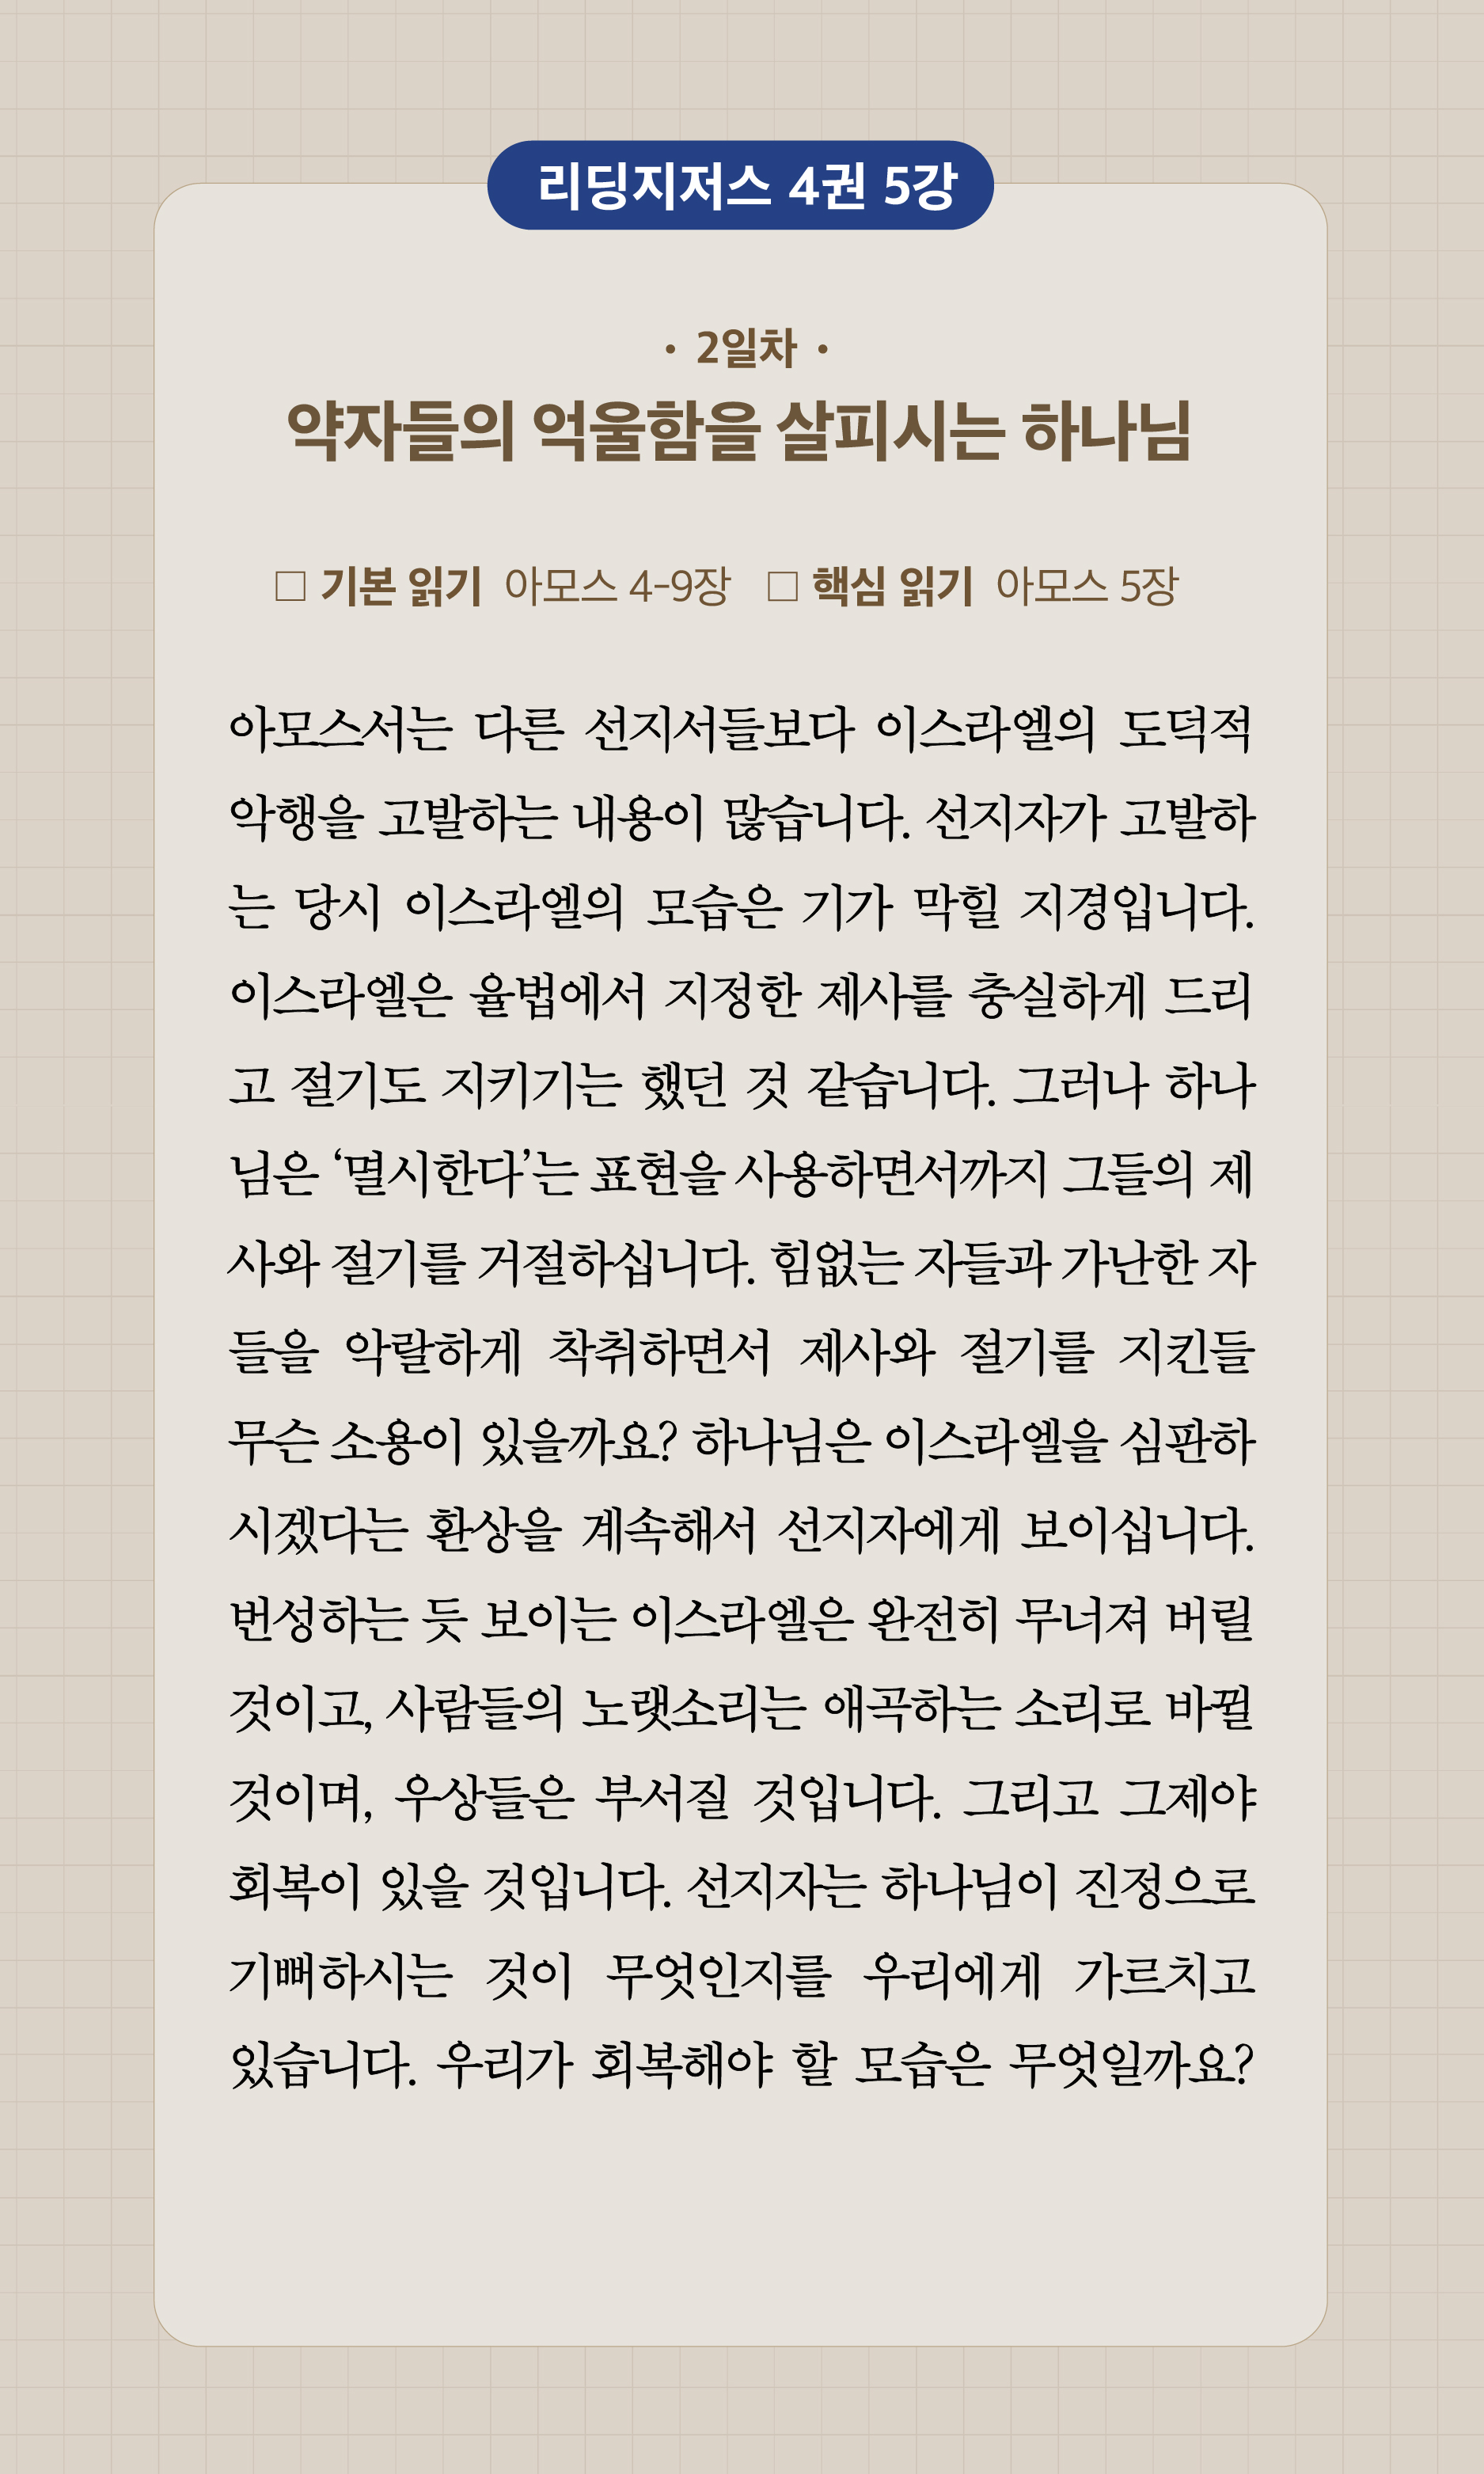 리딩지저스 4권 5강
· 2일차 ·
약자들의 억울함을 살피시는 하나님
□ 기본 읽기 아모스 4-9장 □ 핵심 읽기 아모스 5장
아모스서는 다른 선지서들보다 이스라엘의 도덕적
악행을 고발하는 내용이 많습니다. 선지자가 고발하
는 당시 이스라엘의 모습은 기가 막힐 지경입니다.
이스라엘은 율법에서 지정한 제사를 충실하게 드리
고 절기도 지키기는 했던 것 같습니다. 그러나 하나
님은 ‘멸시한다’는 표현을 사용하면서까지 그들의 제
사와 절기를 거절하십니다. 힘없는 자들과 가난한 자
들을 악랄하게 착취하면서 제사와 절기를 지킨들
무슨 소용이 있을까요? 하나님은 이스라엘을 심판하
시겠다는 환상을 계속해서 선지자에게 보이십니다.
번성하는 듯 보이는 이스라엘은 완전히 무너져 버릴
것이고, 사람들의 노랫소리는 애곡하는 소리로 바뀔
것이며, 우상들은 부서질 것입니다. 그리고 그제야
회복이 있을 것입니다. 선지자는 하나님이 진정으로
기뻐하시는 것이 무엇인지를 우리에게 가르치고
있습니다. 우리가 회복해야 할 모습은 무엇일까요?